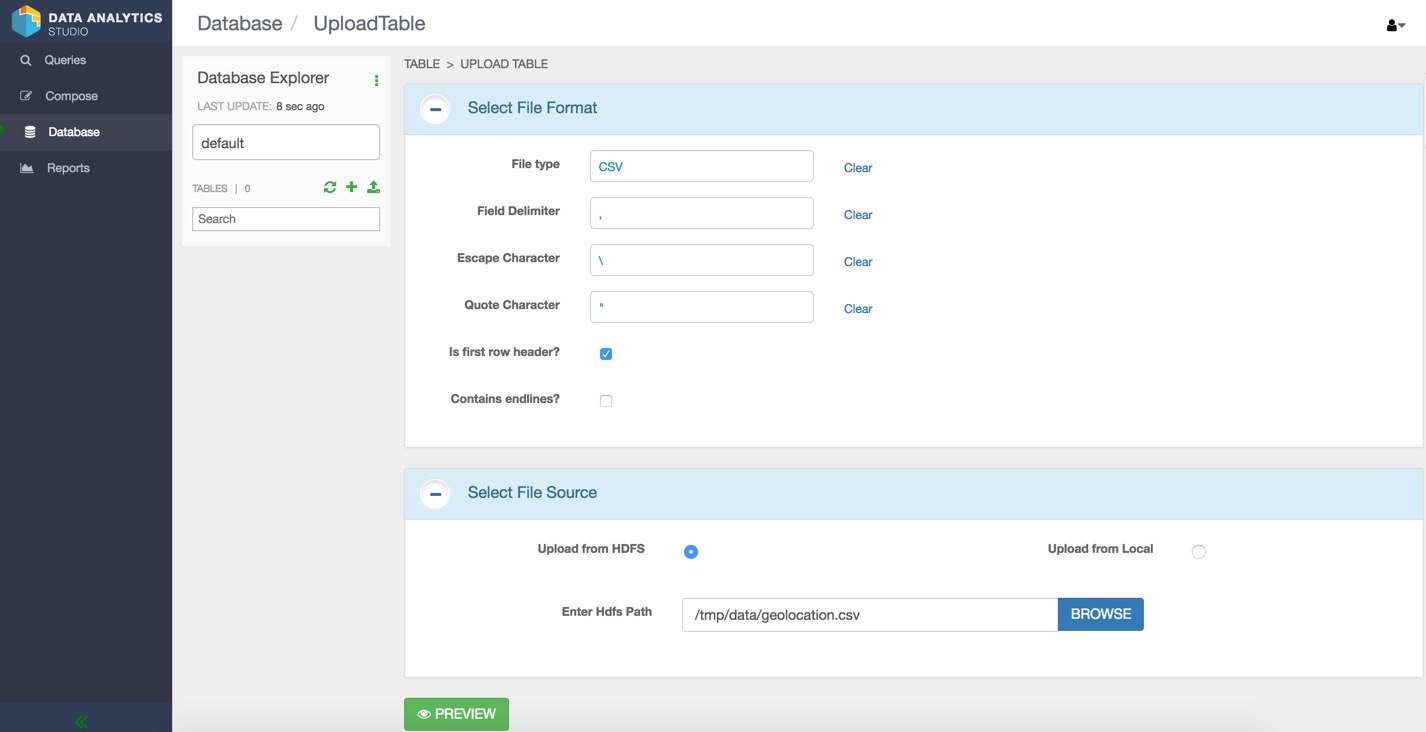 DATA ANALYTICS
STUDIO
Queries
Compose
Database
Reports
Database / UploadTable
Database Explorer
LAST UPDATE: 8 sec ago
default
TABLES | 0
Search
TABLE > UPLOAD TABLE
Select File Format
File type CSV Clear
Field Delimiter , Clear
Escape Character \ Clear
Quote Character " Clear
Is first row header?
Contains endlines?
Select File Source
Upload from HDFS Upload from Local
Enter Hdfs Path /tmp/data/geolocation.csv BROWSE
PREVIEW